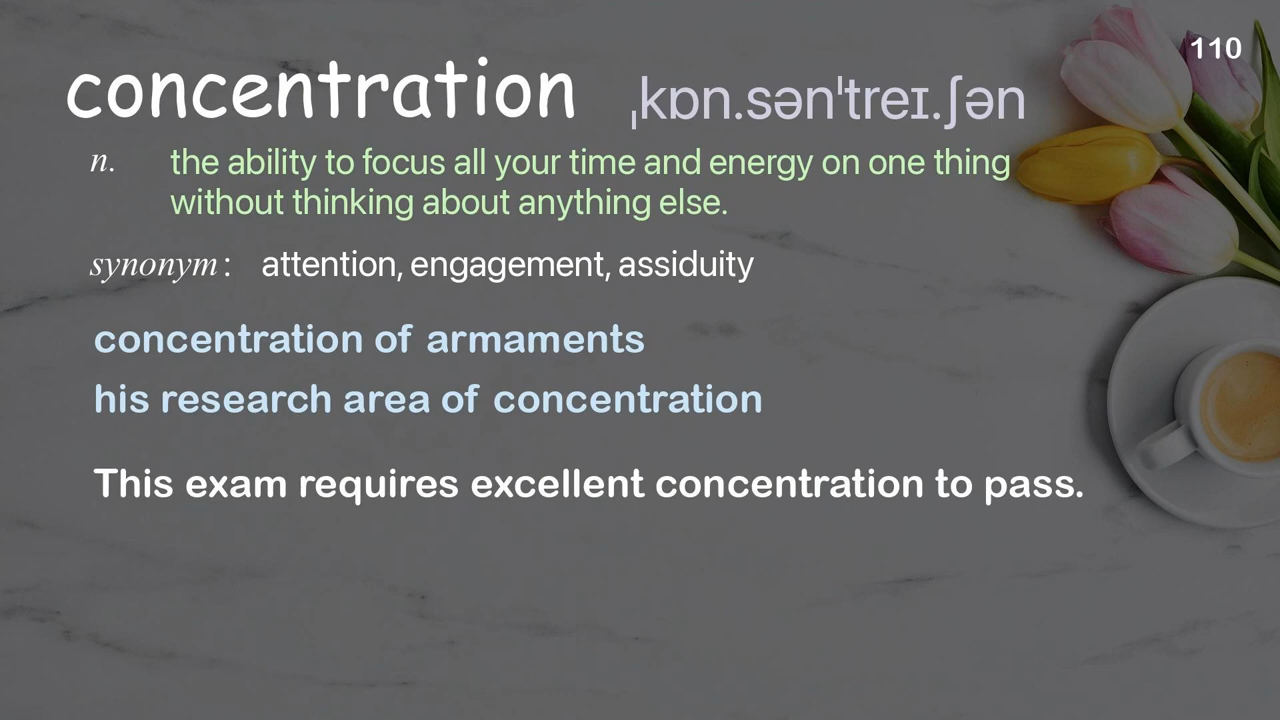 110
concentration ˌkɒn.sənˈtreɪ.ʃən
n. the ability to focus all your time and energy on one thing
without thinking about anything else.
synonym : attention, engagement, assiduity
concentration of armaments
his research area of concentration
This exam requires excellent concentration to pass.